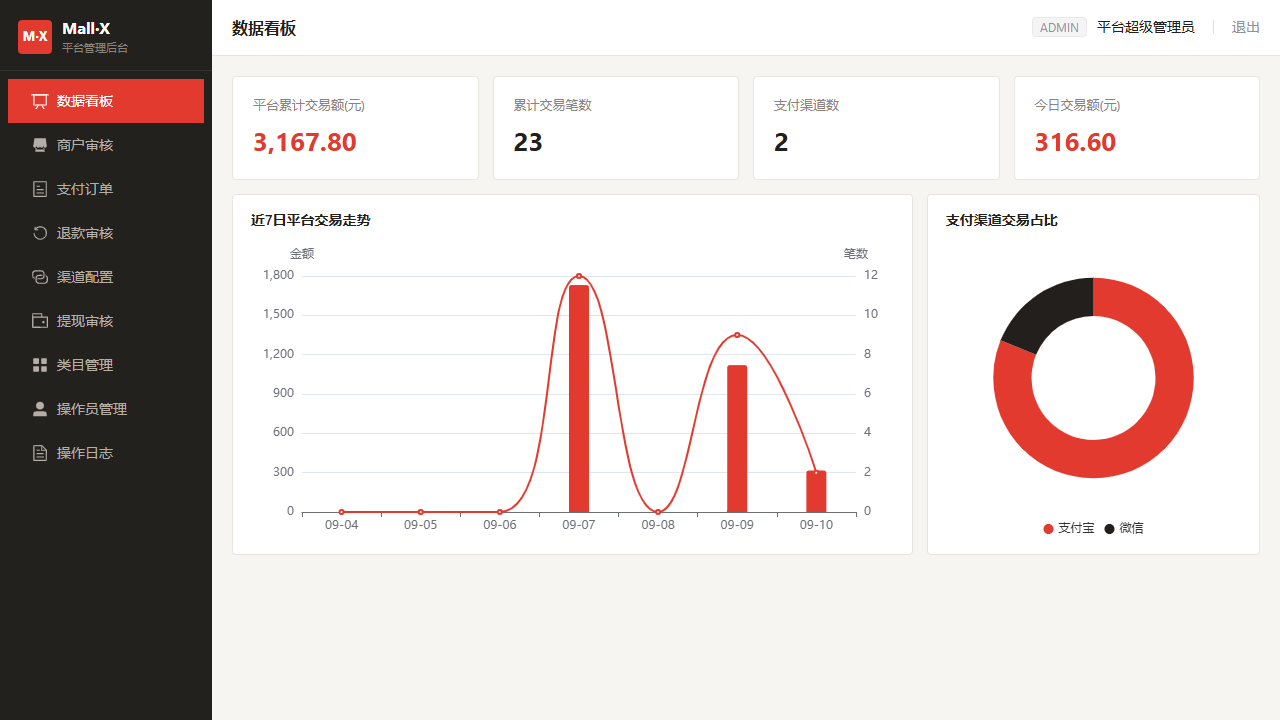 M·X
Mall·X
平台管理后台
数据看板
商户审核
支付订单
退款审核
渠道配置
提现审核
类目管理
操作员管理
操作日志
数据看板
ADMIN 平台超级管理员 退出
平台累计交易额(元)
3,167.80
累计交易笔数
23
支付渠道数
2
今日交易额(元)
316.60
近7日平台交易走势
金额 笔数
1,800 12
1,500 10
1,200 8
900 6
600 4
300 2
0 0
09-04 09-05 09-06 09-07 09-08 09-09 09-10
支付渠道交易占比
支付宝 微信